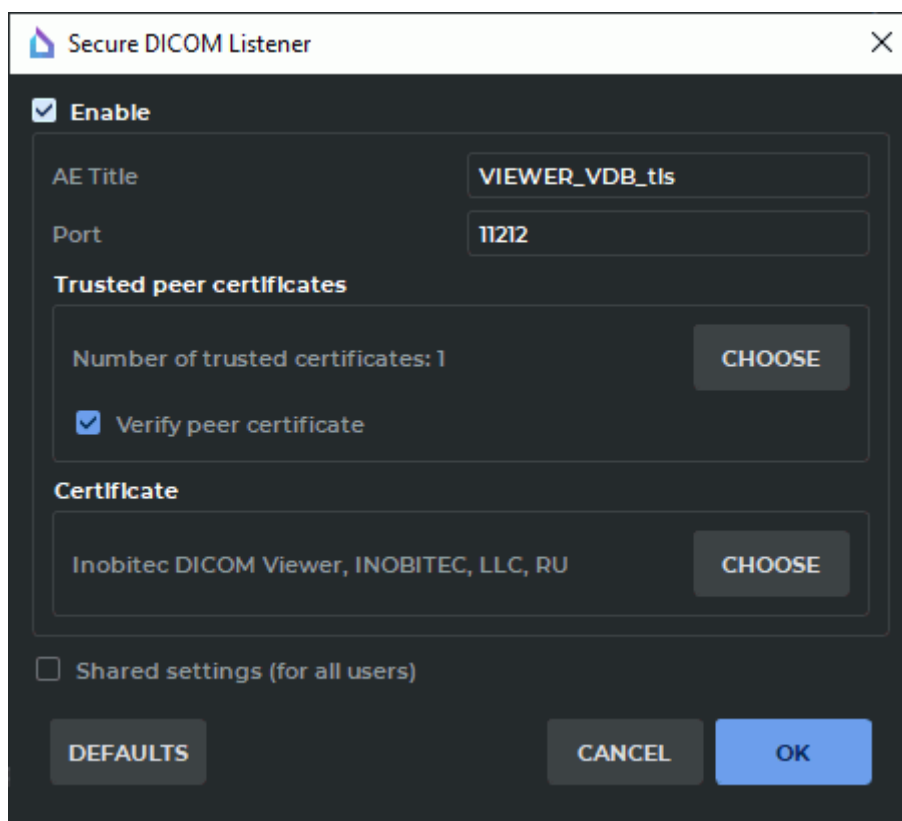 Secure DICOM Listener
Enable
AE Title
VIEWER_VDB_tls
Port
11212
Trusted peer certificates
Number of trusted certificates: 1
CHOOSE
Verify peer certificate
Certificate
Inobitec DICOM Viewer, INOBITEC, LLC, RU
CHOOSE
Shared settings (for all users)
DEFAULTS
CANCEL
OK